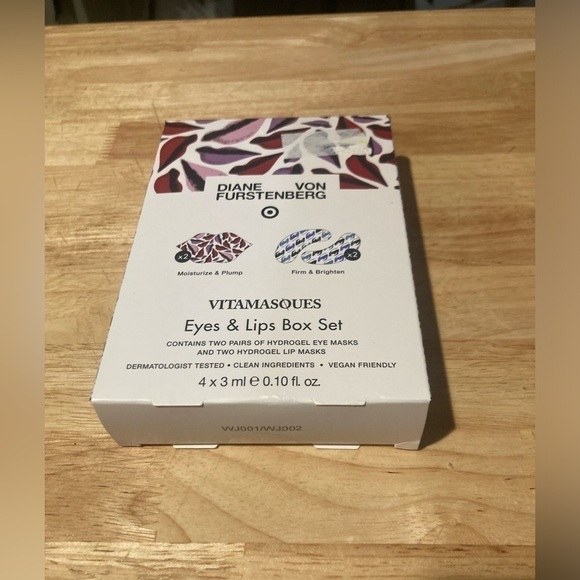 DIANE VON
FURSTENBERG
x2
x2
Moisturize & Plump
Firm & Brighten
VITAMASQUES
Eyes & Lips Box Set
CONTAINS TWO PAIRS OF HYDROGEL EYE MASKS
AND TWO HYDROGEL LIP MASKS
DERMATOLOGIST TESTED • CLEAN INGREDIENTS • VEGAN FRIENDLY
4 x 3 ml ℮ 0.10 fl. oz.
WJ001/WJ002